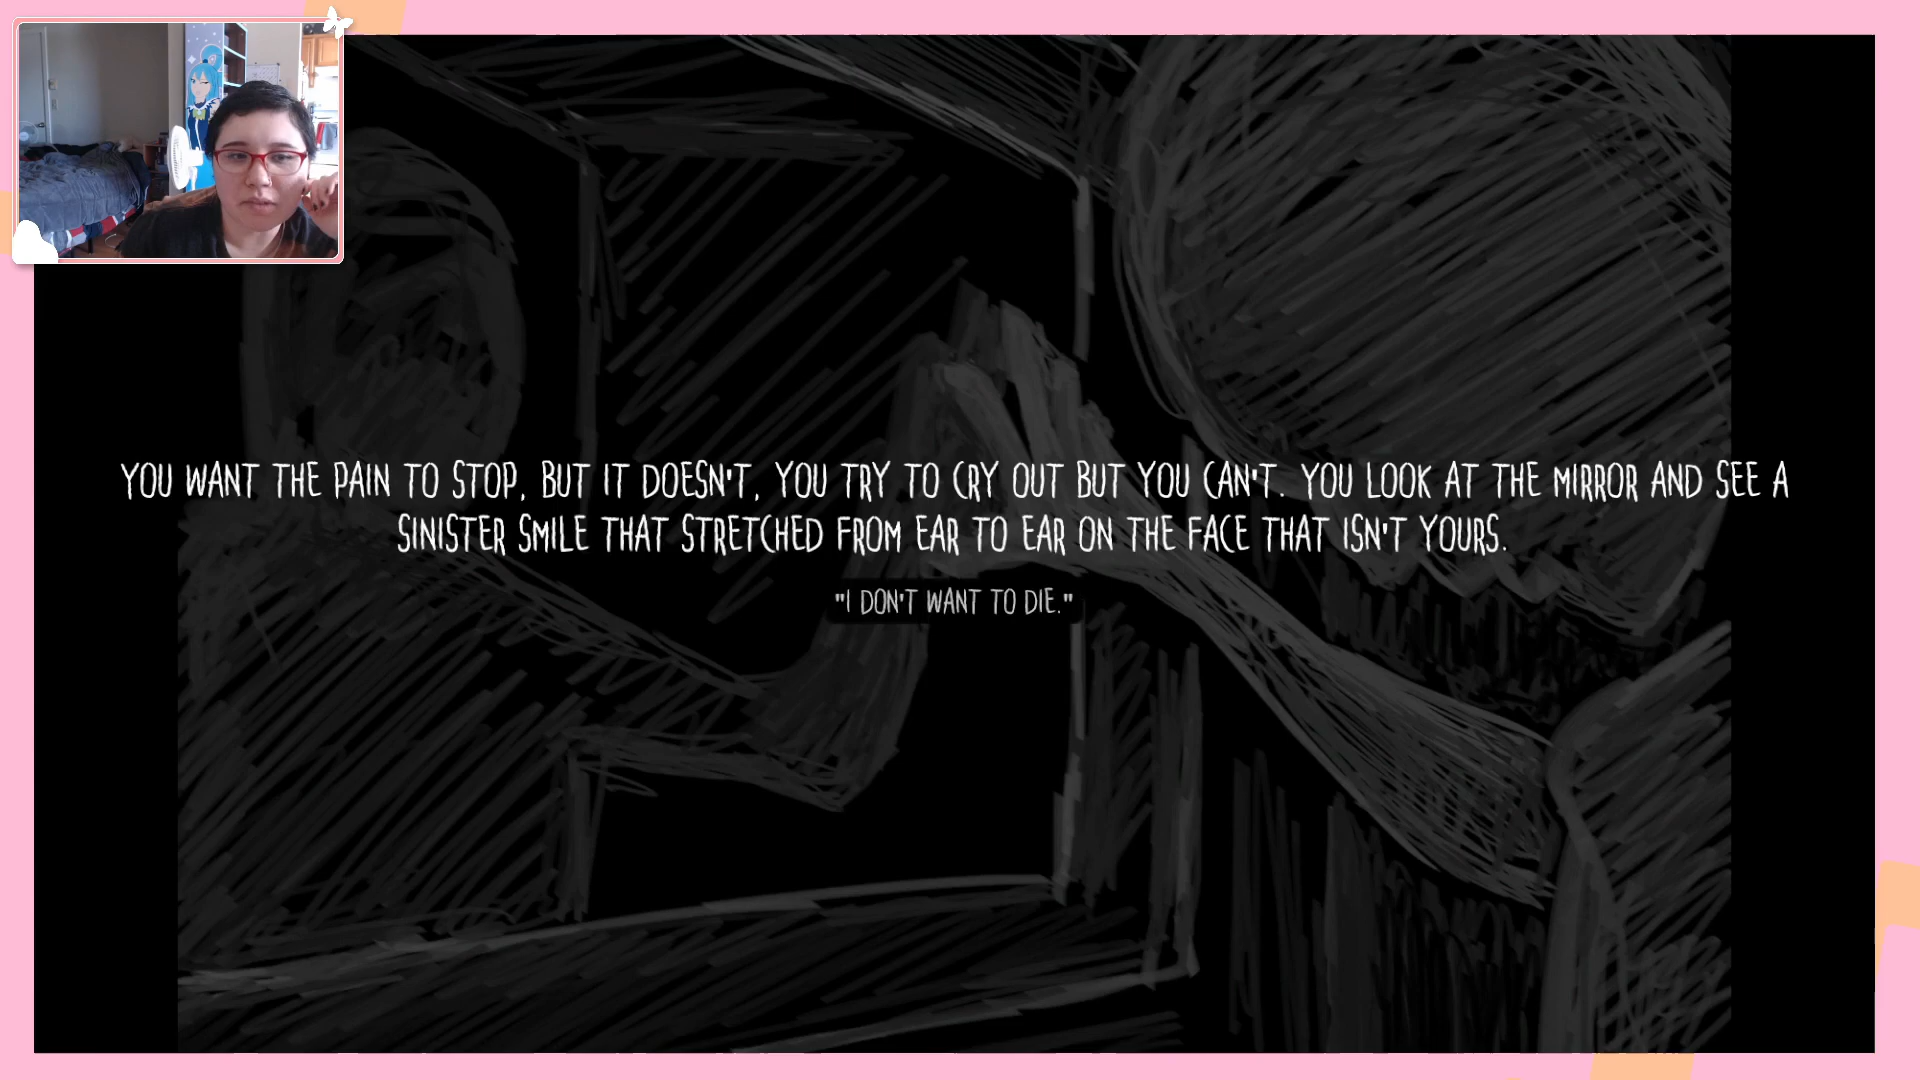 YOU WANT THE PAIN TO STOP, BUT IT DOESN'T, YOU TRY TO CRY OUT BUT YOU CAN'T. YOU LOOK AT THE MIRROR AND SEE A
SINISTER SMILE THAT STRETCHED FROM EAR TO EAR ON THE FACE THAT ISN'T YOURS.
"I DON'T WANT TO DIE."